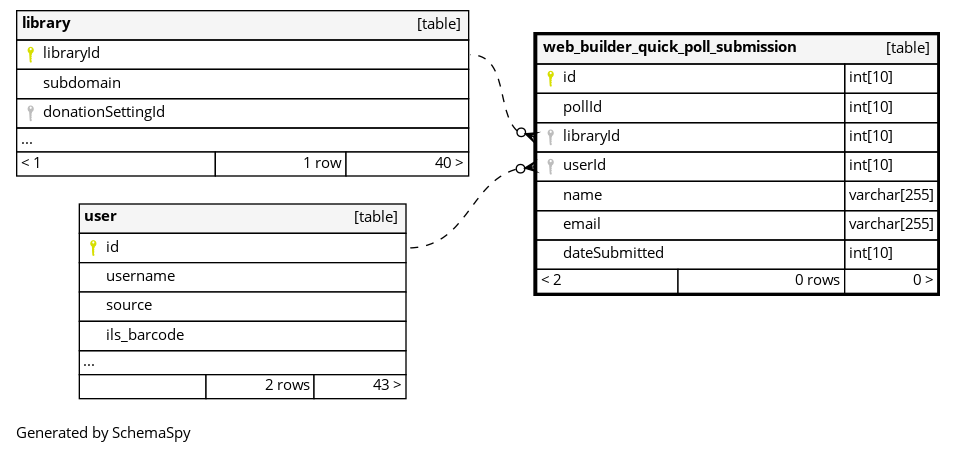 library [table]
libraryId
subdomain
donationSettingId
...
< 1 1 row 40 >
web_builder_quick_poll_submission [table]
id int[10]
pollId int[10]
libraryId int[10]
userId int[10]
name varchar[255]
email varchar[255]
dateSubmitted int[10]
< 2 0 rows 0 >
user [table]
id
username
source
ils_barcode
...
2 rows 43 >
Generated by SchemaSpy